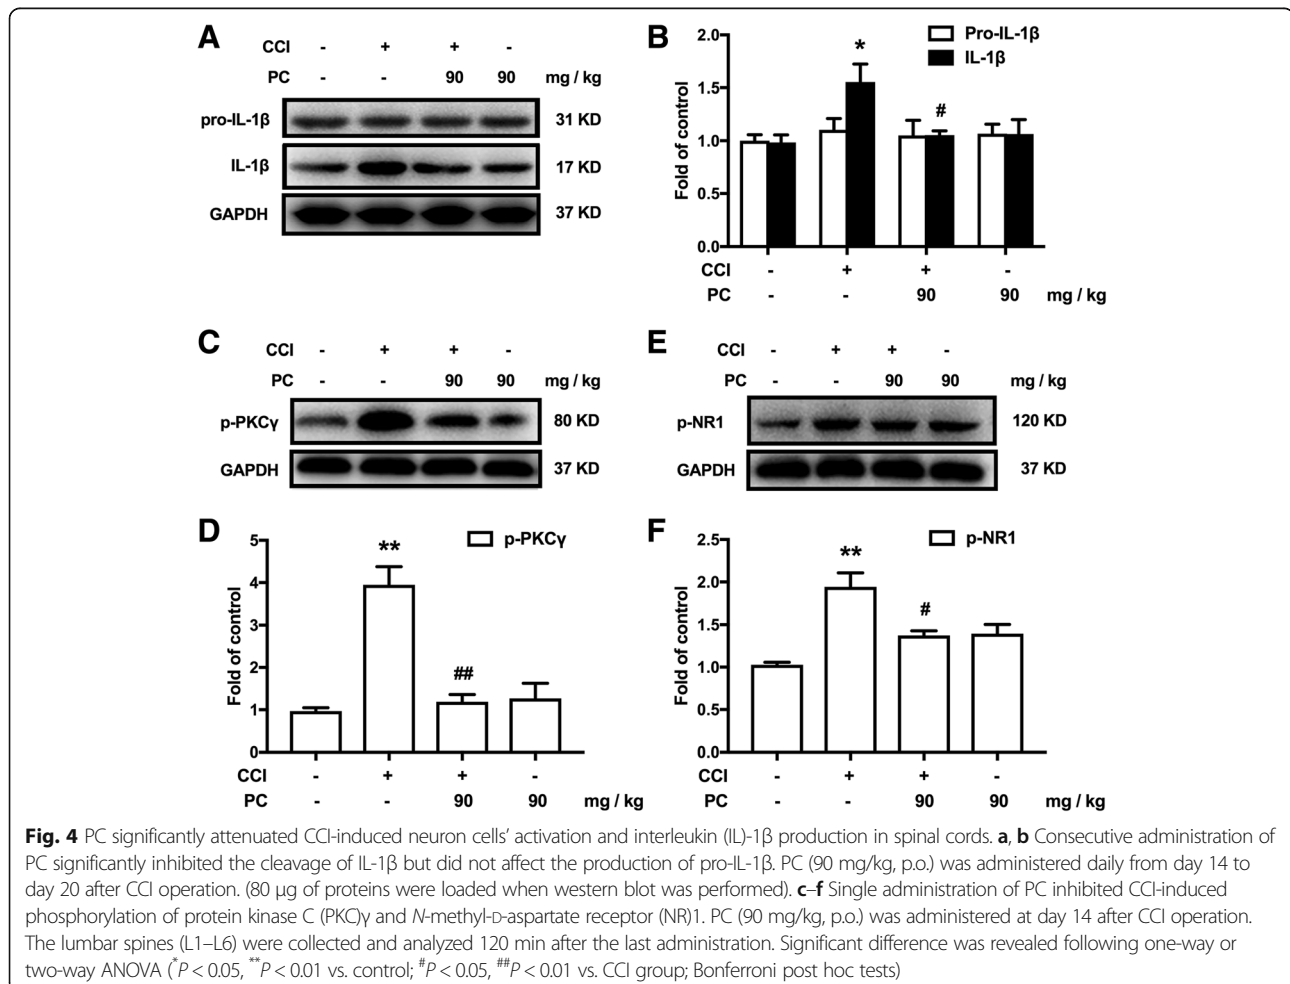 A
CCI - + + -
PC - - 90 90 mg / kg
pro-IL-1β 31 KD
IL-1β 17 KD
GAPDH 37 KD
B
Pro-IL-1β
IL-1β
Fold of control
2.0
1.5
1.0
0.5
0.0
*
#
CCI - + + -
PC - - 90 90 mg / kg
C
CCI - + + -
PC - - 90 90 mg / kg
p-PKCγ 80 KD
GAPDH 37 KD
E
CCI - + + -
PC - - 90 90 mg / kg
p-NR1 120 KD
GAPDH 37 KD
D
p-PKCγ
Fold of control
5
4
3
2
1
0
**
##
CCI - + + -
PC - - 90 90 mg / kg
F
p-NR1
Fold of control
2.5
2.0
1.5
1.0
0.5
0.0
**
#
CCI - + + -
PC - - 90 90 mg / kg
Fig. 4 PC significantly attenuated CCI-induced neuron cells' activation and interleukin (IL)-1β production in spinal cords. a, b Consecutive administration of
PC significantly inhibited the cleavage of IL-1β but did not affect the production of pro-IL-1β. PC (90 mg/kg, p.o.) was administered daily from day 14 to
day 20 after CCI operation. (80 μg of proteins were loaded when western blot was performed). c–f Single administration of PC inhibited CCI-induced
phosphorylation of protein kinase C (PKC)γ and N-methyl-D-aspartate receptor (NR)1. PC (90 mg/kg, p.o.) was administered at day 14 after CCI operation.
The lumbar spines (L1–L6) were collected and analyzed 120 min after the last administration. Significant difference was revealed following one-way or
two-way ANOVA (*P < 0.05, **P < 0.01 vs. control; #P < 0.05, ##P < 0.01 vs. CCI group; Bonferroni post hoc tests)